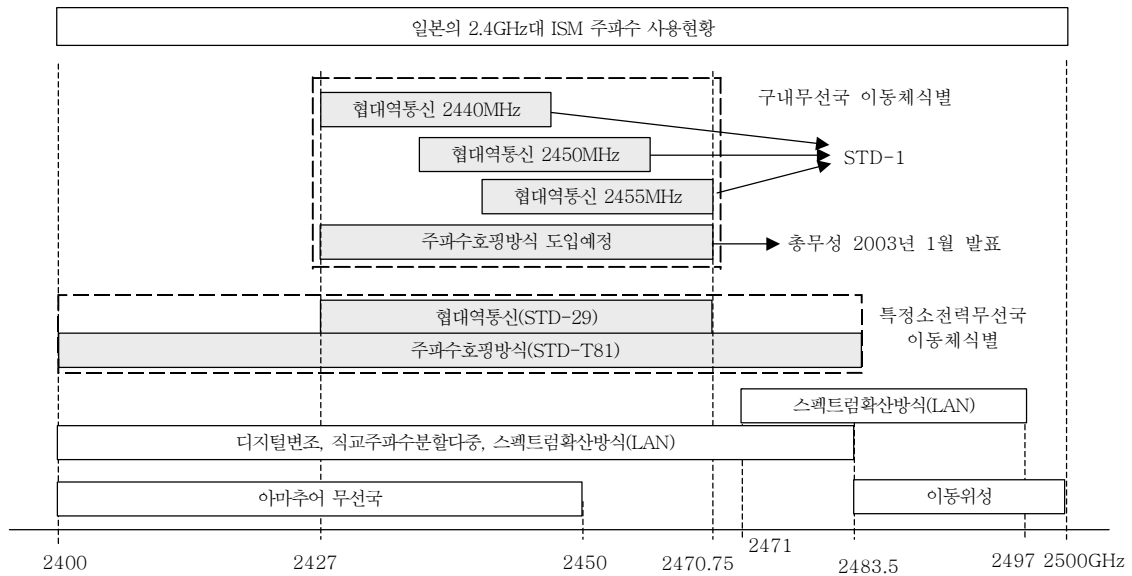 일본의 2.4GHz대 ISM 주파수 사용현황
구내무선국 이동체식별
협대역통신 2440MHz
협대역통신 2450MHz
STD-1
협대역통신 2455MHz
주파수호핑방식 도입예정
총무성 2003년 1월 발표
협대역통신(STD-29)
특정소전력무선국
이동체식별
주파수호핑방식(STD-T81)
스펙트럼확산방식(LAN)
디지털변조, 직교주파수분할다중, 스펙트럼확산방식(LAN)
아마추어 무선국
이동위성
2400
2427
2450
2470.75
2471
2483.5
2497
2500GHz